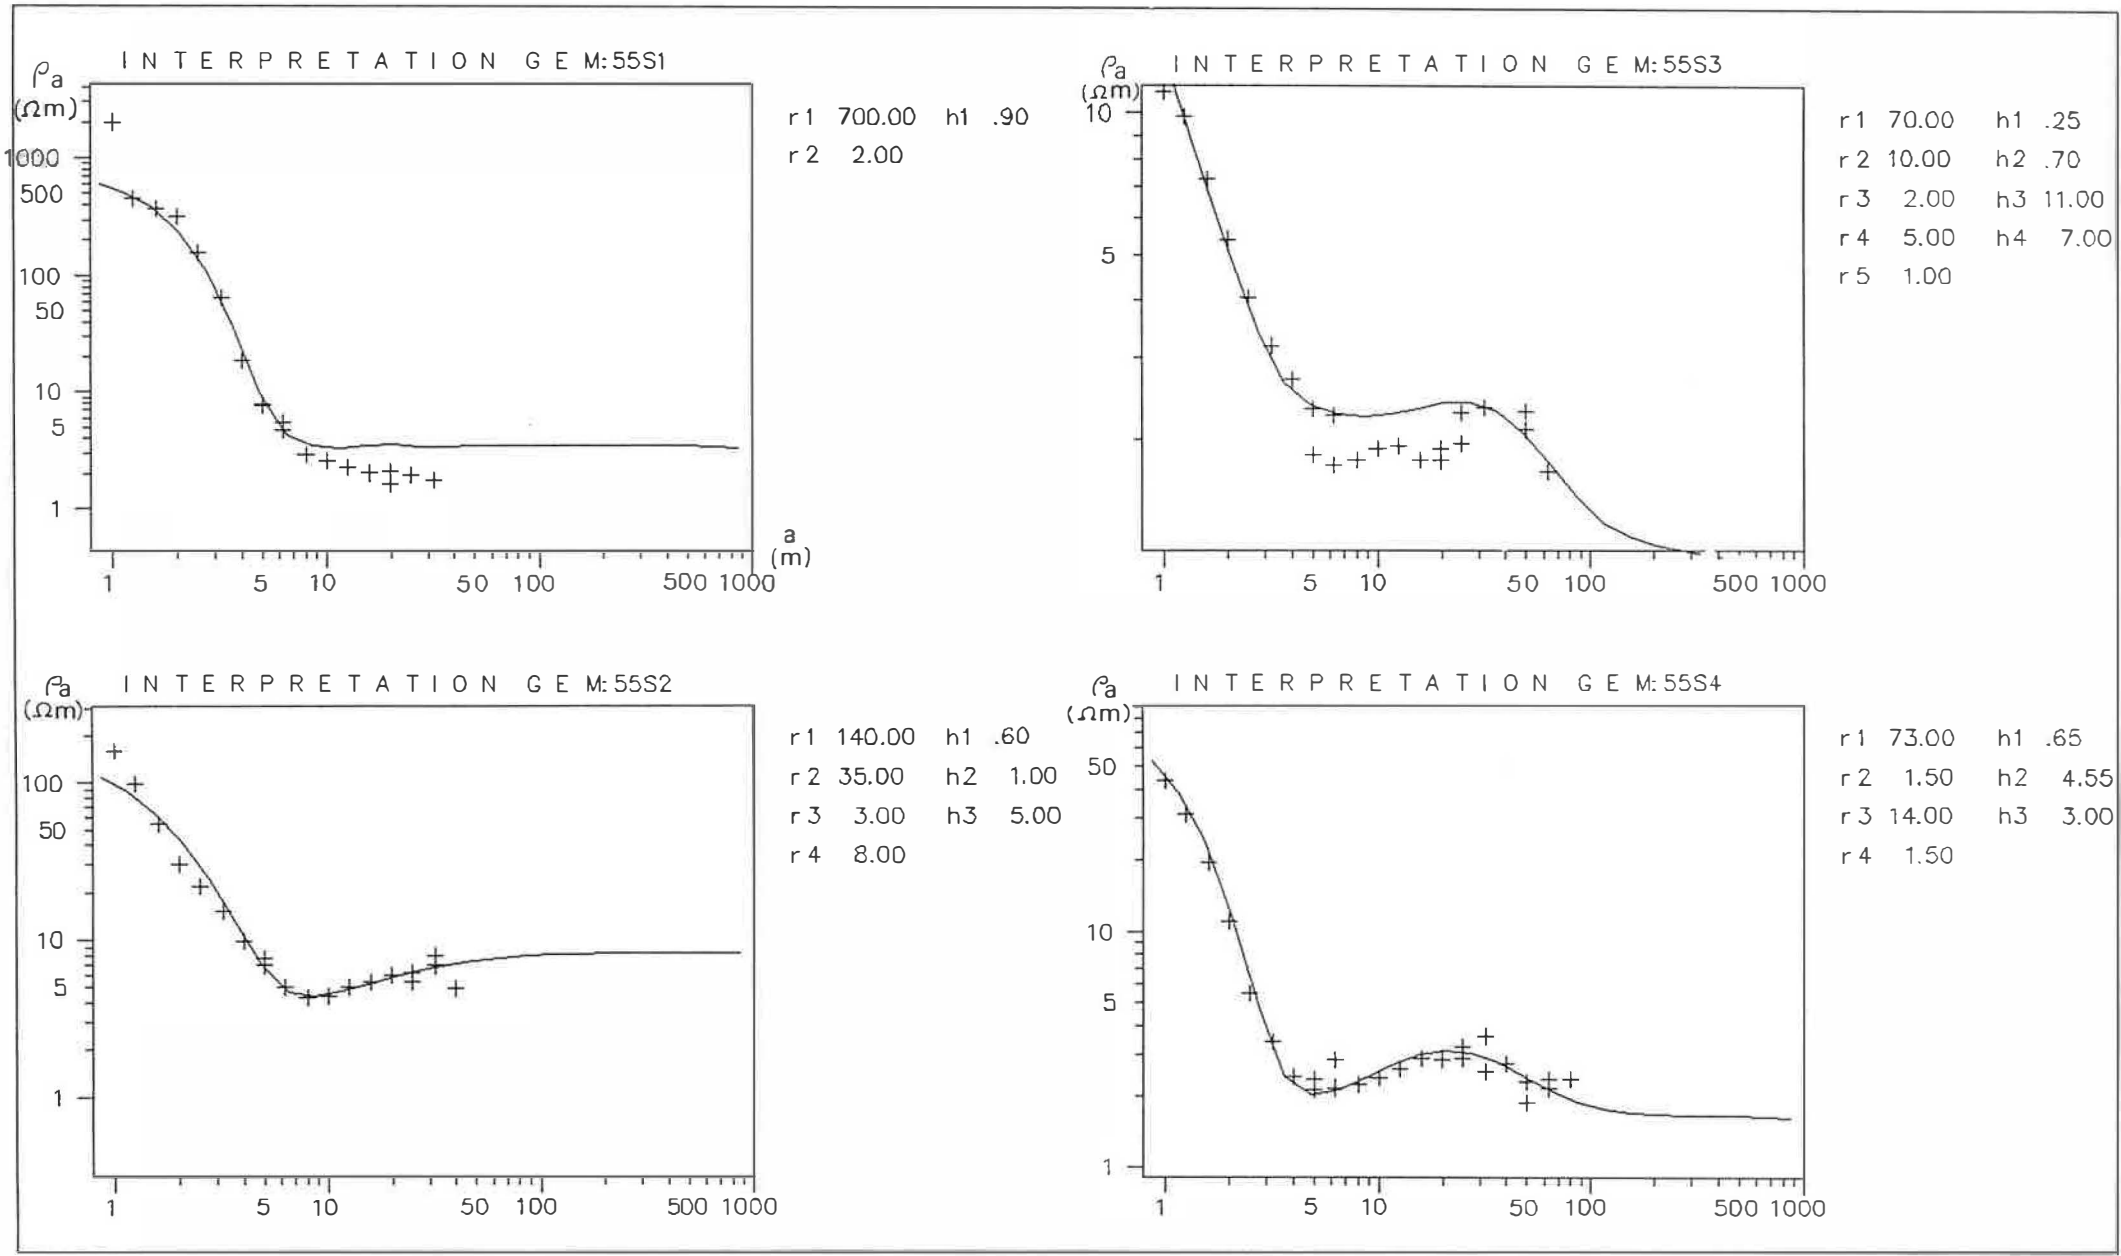 INTERPRETATION GEM:55S1
ρa
(Ωm)
1000
500
100
50
10
5
1
1 5 10 50 100 500 1000
a
(m)
r1 700.00 h1 .90
r2 2.00
INTERPRETATION GEM:55S3
ρa
(Ωm)
10
5
1 5 10 50 100 500 1000
r1 70.00 h1 .25
r2 10.00 h2 .70
r3 2.00 h3 11.00
r4 5.00 h4 7.00
r5 1.00
INTERPRETATION GEM:55S2
ρa
(Ωm)
100
50
10
5
1
1 5 10 50 100 500 1000
r1 140.00 h1 .60
r2 35.00 h2 1.00
r3 3.00 h3 5.00
r4 8.00
INTERPRETATION GEM:55S4
ρa
(Ωm)
50
10
5
1
1 5 10 50 100 500 1000
r1 73.00 h1 .65
r2 1.50 h2 4.55
r3 14.00 h3 3.00
r4 1.50